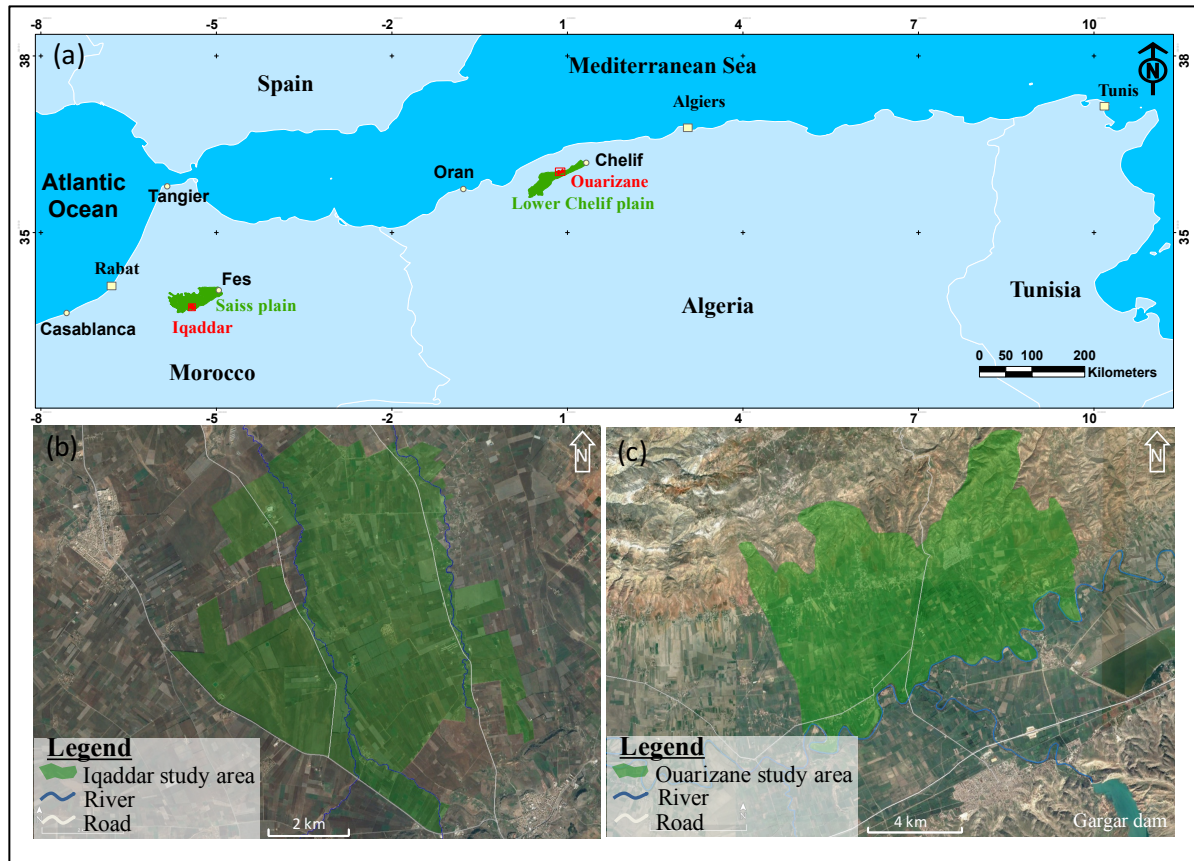 -8 -5 -2 1 4 7 10
(a)
38 38
Spain
Mediterranean Sea
N
Tunis
Algiers
Atlantic
Ocean
Tangier
Oran
Chelif
Ouarizane
Lower Chelif plain
35 35
Rabat
Fes
Saiss plain
Iqaddar
Casablanca
Morocco
Algeria
Tunisia
0 50 100 200
Kilometers
-8 -5 -2 1 4 7 10
(b)
N
Legend
Iqaddar study area
River
Road
2 km
(c)
N
Legend
Ouarizane study area
River
Road
4 km
Gargar dam